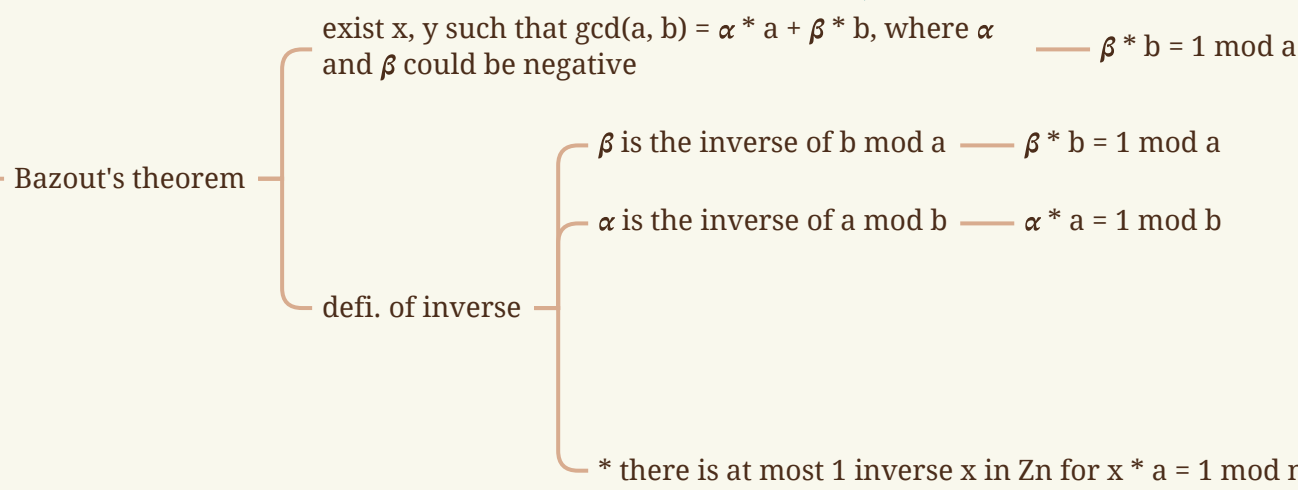 exist x, y such that gcd(a, b) = α * a + β * b, where α
and β could be negative
β * b = 1 mod a
β is the inverse of b mod a
β * b = 1 mod a
Bazout's theorem
α is the inverse of a mod b
α * a = 1 mod b
defi. of inverse
* there is at most 1 inverse x in Zn for x * a = 1 mod